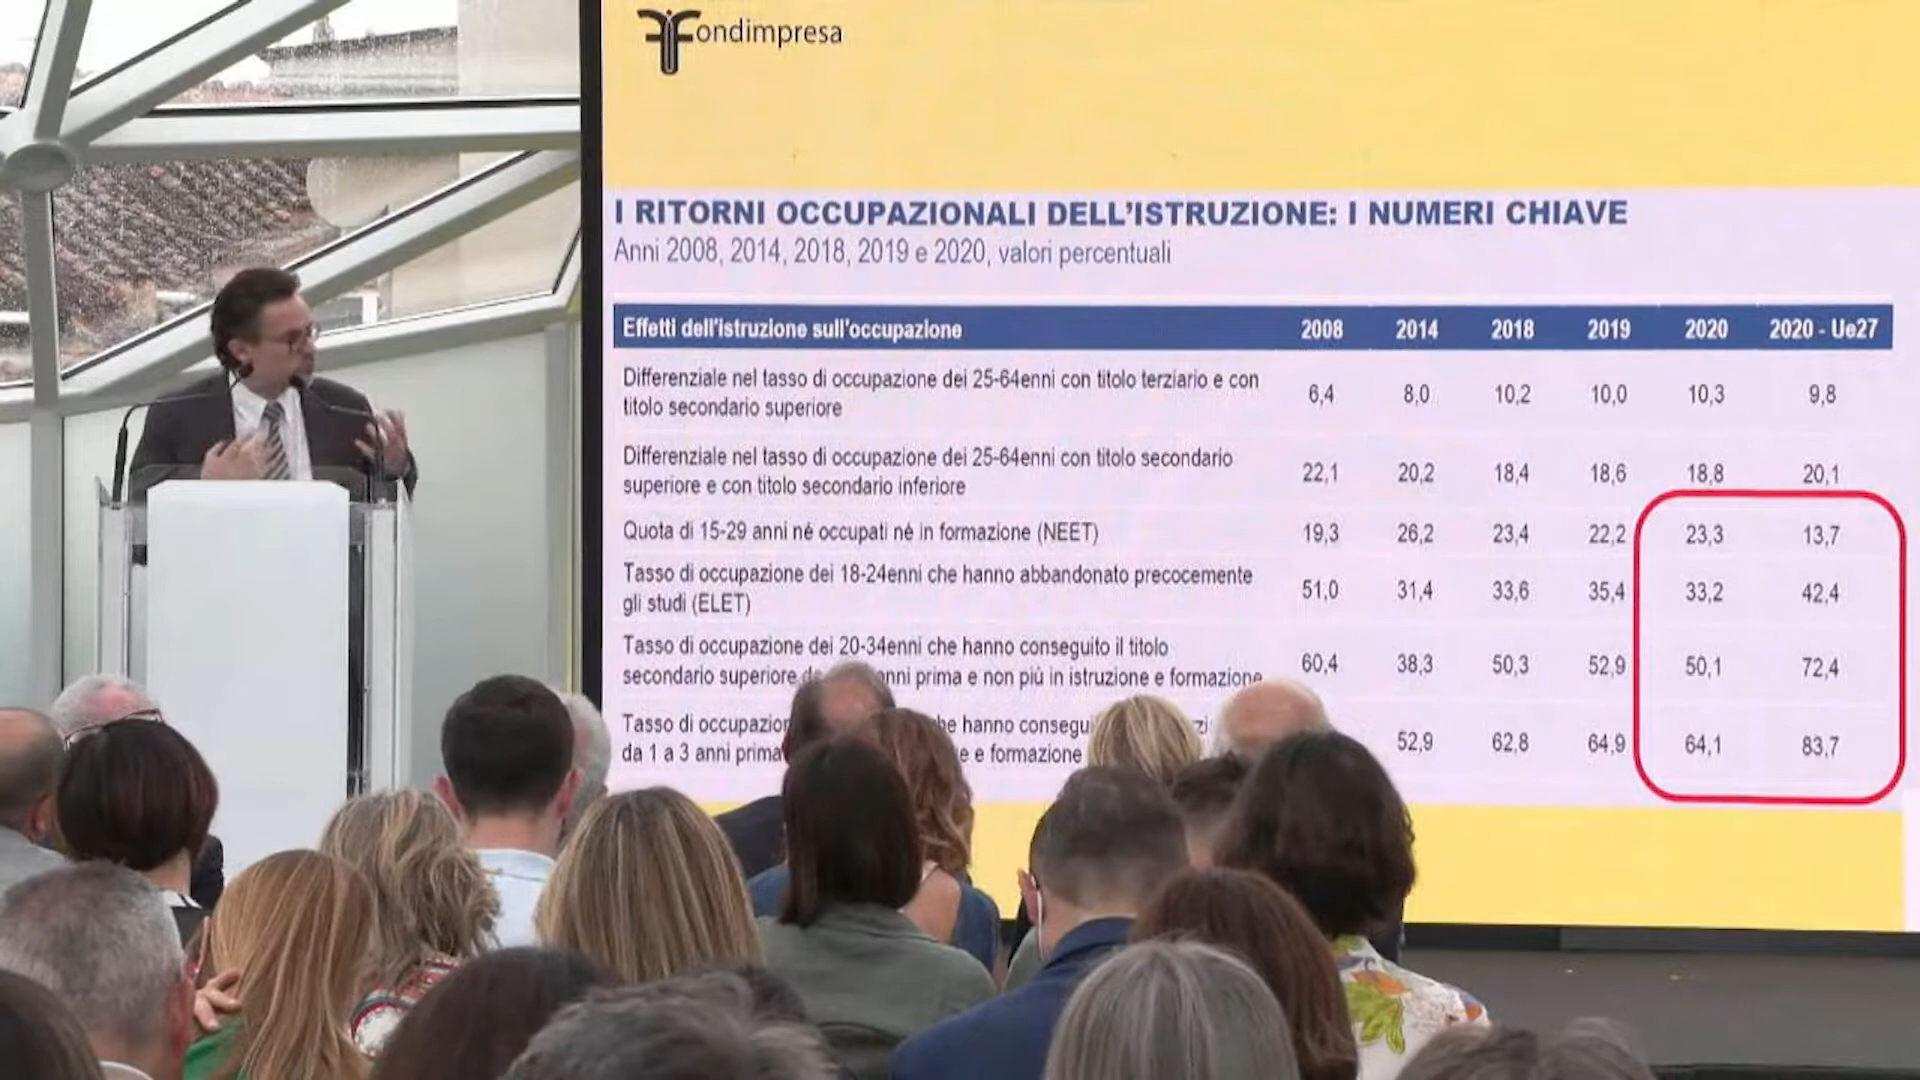 Fondimpresa
I RITORNI OCCUPAZIONALI DELL'ISTRUZIONE: I NUMERI CHIAVE
Anni 2008, 2014, 2018, 2019 e 2020, valori percentuali
Effetti dell'istruzione sull'occupazione 2008 2014 2018 2019 2020 2020 - Ue27
Differenziale nel tasso di occupazione dei 25-64enni con titolo terziario e con
titolo secondario superiore 6,4 8,0 10,2 10,0 10,3 9,8
Differenziale nel tasso di occupazione dei 25-64enni con titolo secondario
superiore e con titolo secondario inferiore 22,1 20,2 18,4 18,6 18,8 20,1
Quota di 15-29 anni nè occupati nè in formazione (NEET) 19,3 26,2 23,4 22,2 23,3 13,7
Tasso di occupazione dei 18-24enni che hanno abbandonato precocemente
gli studi (ELET) 51,0 31,4 33,6 35,4 33,2 42,4
Tasso di occupazione dei 20-34enni che hanno conseguito il titolo
secondario superiore prima e non più in istruzione e formazione 60,4 38,3 50,3 52,9 50,1 72,4
Tasso di hanno
da 1 a 3 anni prima e formazione 52,9 62,8 64,9 64,1 83,7